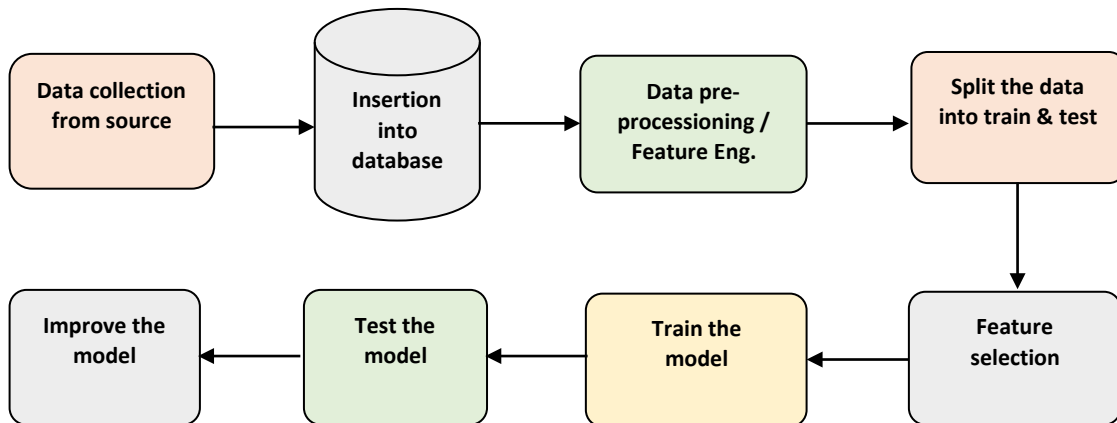 Data collection
from source
Insertion
into
database
Data pre-
processioning /
Feature Eng.
Split the data
into train & test
Improve the
model
Test the
model
Train the
model
Feature
selection